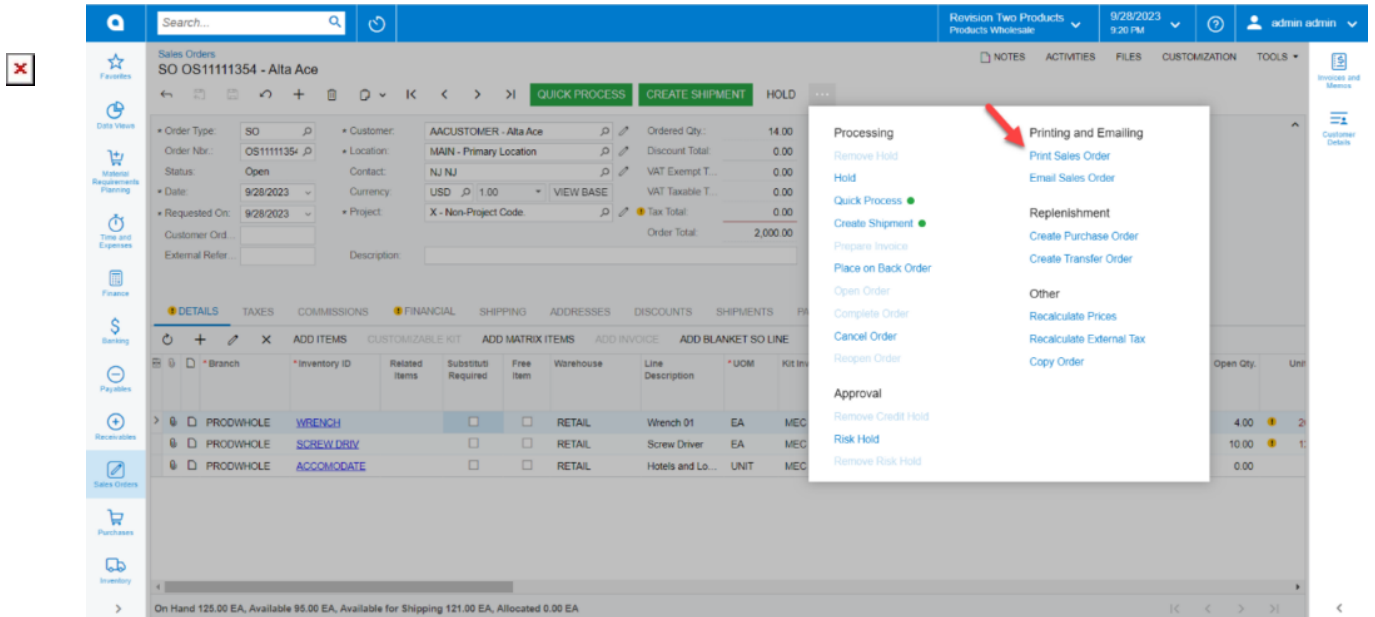 Search...
Revision Two Products
Products Wholesale
9/28/2023
9:20 PM
admin admin
Favorites
Data Views
Material
Requirements
Planning
Time and
Expenses
Finance
Banking
Payables
Receivables
Sales Orders
Purchases
Inventory
Sales Orders
SO OS11111354 - Alta Ace
NOTES ACTIVITIES FILES CUSTOMIZATION TOOLS
QUICK PROCESS CREATE SHIPMENT HOLD ...
Order Type: SO
Order Nbr.: OS11111354
Status: Open
* Date: 9/28/2023
* Requested On: 9/28/2023
Customer Ord...
External Refer...
* Customer: AACUSTOMER - Alta Ace
* Location: MAIN - Primary Location
Contact: NJ NJ
Currency: USD 1.00 VIEW BASE
* Project: X - Non-Project Code.
Description:
Ordered Qty.: 14.00
Discount Total: 0.00
VAT Exempt T... 0.00
VAT Taxable T... 0.00
Tax Total: 0.00
Order Total: 2,000.00
Processing
Remove Hold
Hold
Quick Process
Create Shipment
Prepare Invoice
Place on Back Order
Open Order
Complete Order
Cancel Order
Reopen Order
Approval
Remove Credit Hold
Risk Hold
Remove Risk Hold
Printing and Emailing
Print Sales Order
Email Sales Order
Replenishment
Create Purchase Order
Create Transfer Order
Other
Recalculate Prices
Recalculate External Tax
Copy Order
Invoices and
Memos
Customer
Details
DETAILS TAXES COMMISSIONS FINANCIAL SHIPPING ADDRESSES DISCOUNTS SHIPMENTS PA
ADD ITEMS CUSTOMIZABLE KIT ADD MATRIX ITEMS ADD INVOICE ADD BLANKET SO LINE
* Branch * Inventory ID Related Items Substituti Required Free Item Warehouse Line Description * UOM Kit Inv Open Qty. Unit
PRODWHOLE WRENCH RETAIL Wrench 01 EA MEC 4.00
PRODWHOLE SCREW DRIV RETAIL Screw Driver EA MEC 10.00
PRODWHOLE ACCOMODATE RETAIL Hotels and Lo... UNIT MEC 0.00
On Hand 125.00 EA, Available 95.00 EA, Available for Shipping 121.00 EA, Allocated 0.00 EA